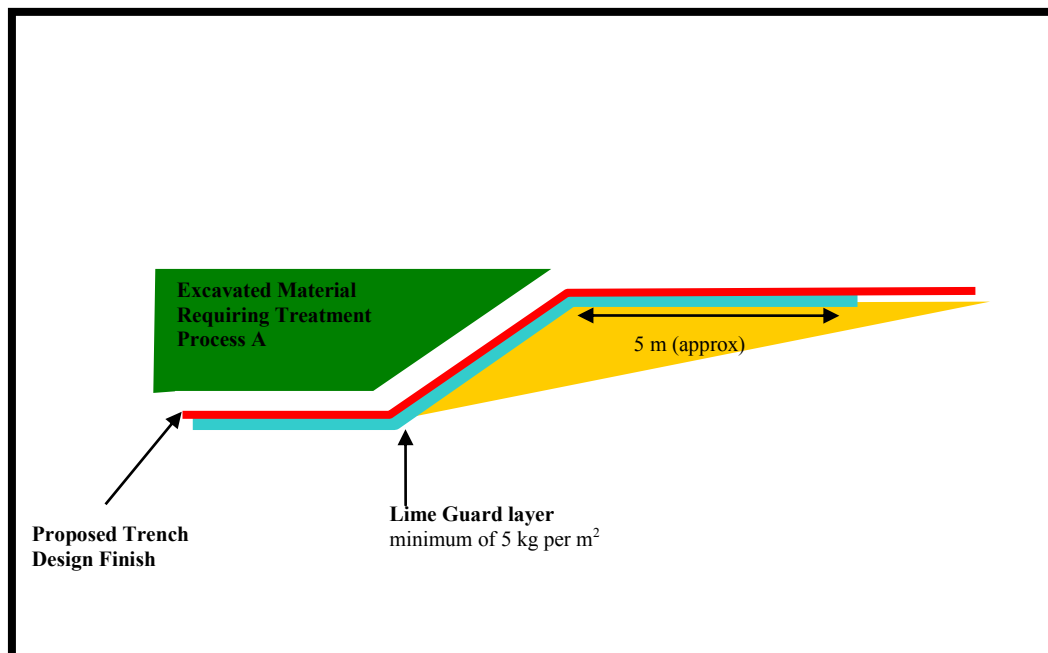 Excavated Material
Requiring Treatment
Process A
5 m (approx)
Lime Guard layer
minimum of 5 kg per m²
Proposed Trench
Design Finish